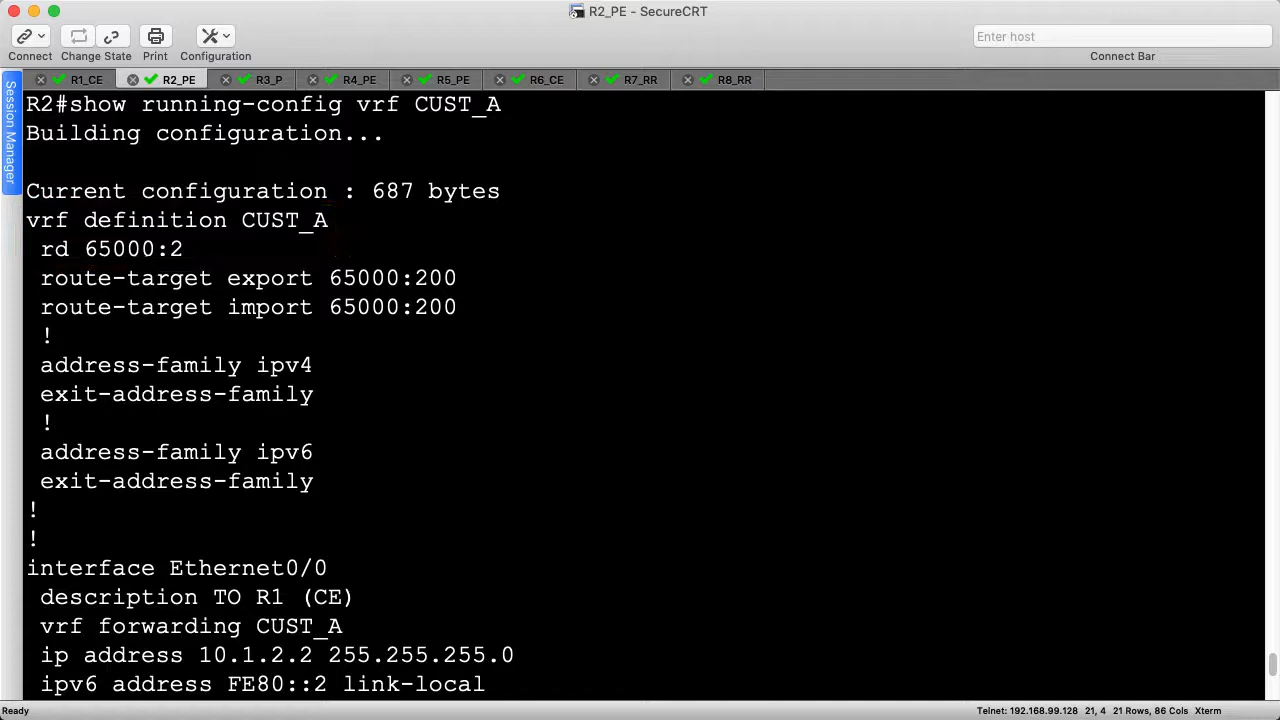 R2_PE - SecureCRT
Enter host
Connect Change State Print Configuration Connect Bar
R1_CE R2_PE R3_P R4_PE R5_PE R6_CE R7_RR R8_RR
Session Manager
R2#show running-config vrf CUST_A
Building configuration...
Current configuration : 687 bytes
vrf definition CUST_A
rd 65000:2
route-target export 65000:200
route-target import 65000:200
!
address-family ipv4
exit-address-family
!
address-family ipv6
exit-address-family
!
!
interface Ethernet0/0
description TO R1 (CE)
vrf forwarding CUST_A
ip address 10.1.2.2 255.255.255.0
ipv6 address FE80::2 link-local
Ready Telnet: 192.168.99.128 21, 4 21 Rows, 86 Cols Xterm